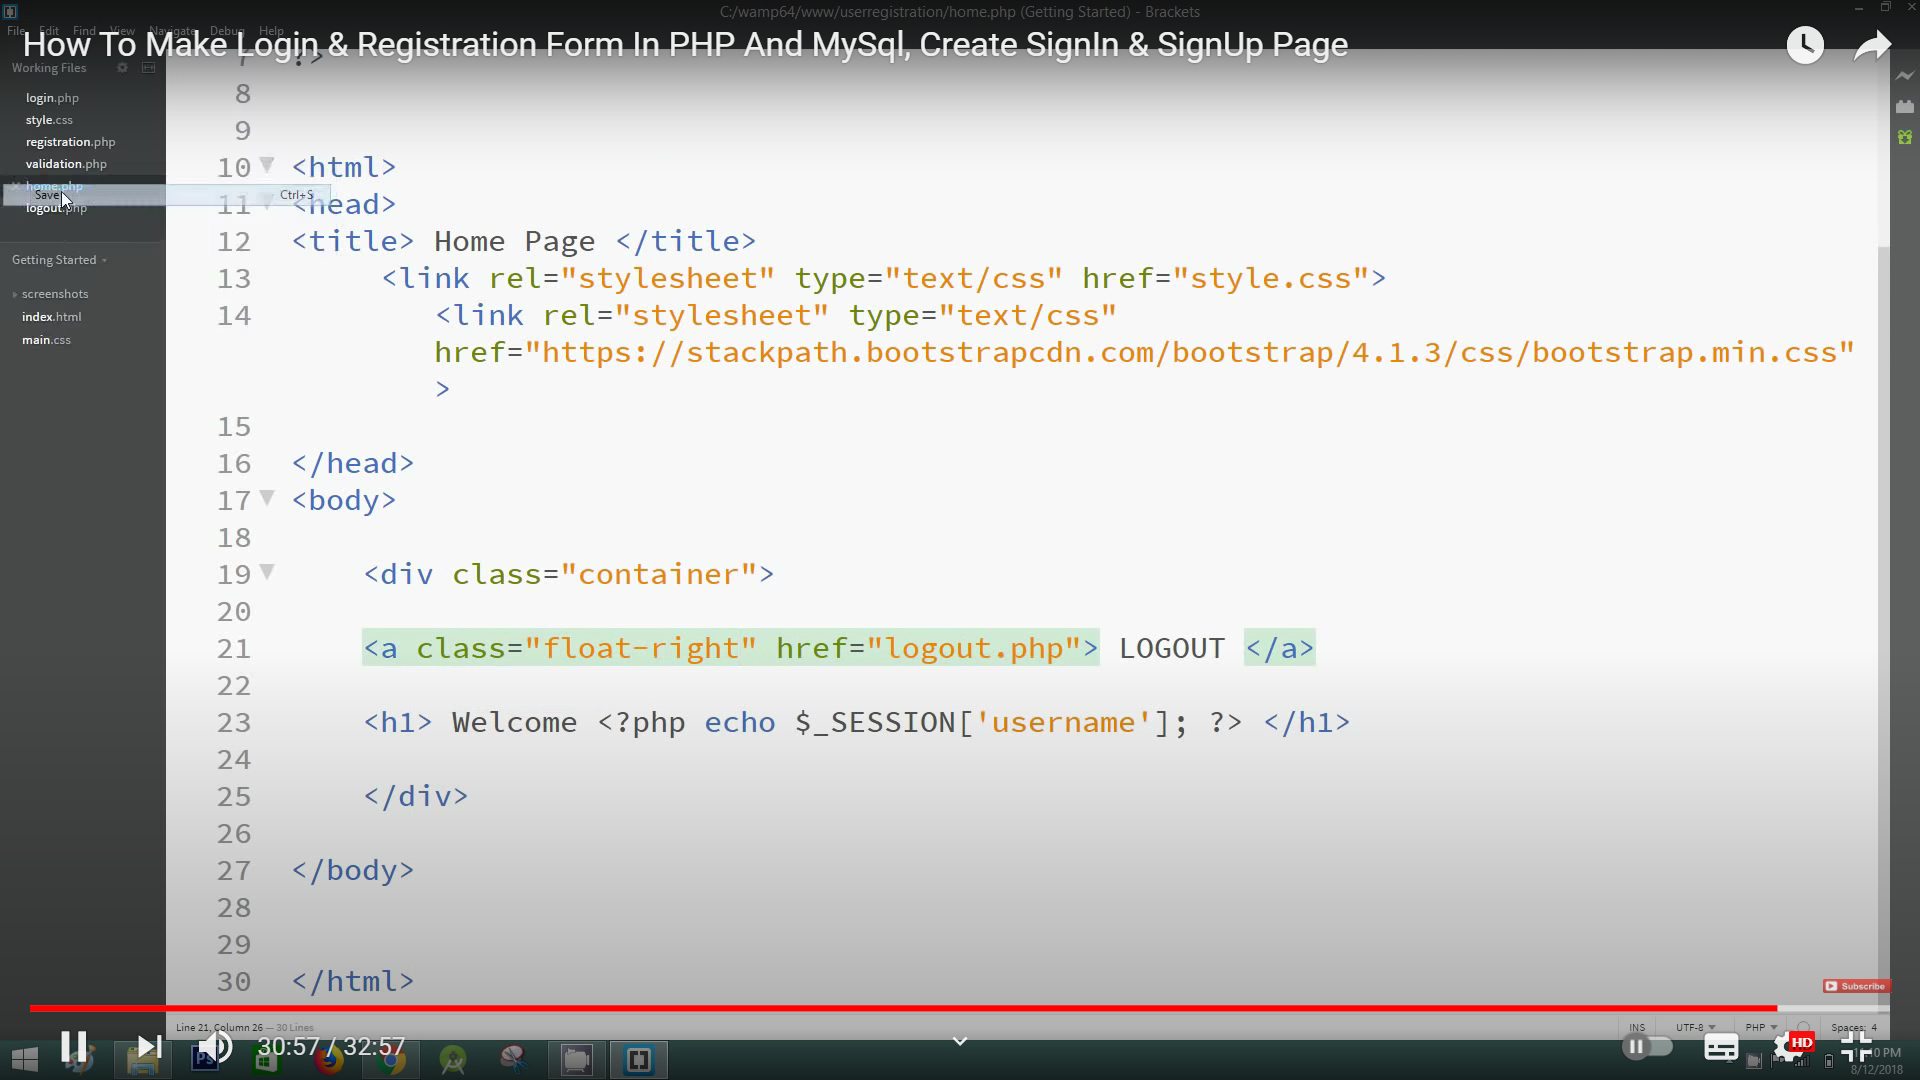 C:/wamp64/www/userregistration/home.php (Getting Started) - Brackets
File Edit Find View Navigate Debug Help
How To Make Login & Registration Form In PHP And MySql, Create SignIn & SignUp Page
Working Files
login.php
style.css
registration.php
validation.php
home.php
Save Ctrl+S
logout.php
Getting Started
screenshots
index.html
main.css
7 ?>
8
9
10 <html>
11 <head>
12 <title> Home Page </title>
13 <link rel="stylesheet" type="text/css" href="style.css">
14 <link rel="stylesheet" type="text/css"
href="https://stackpath.bootstrapcdn.com/bootstrap/4.1.3/css/bootstrap.min.css"
>
15
16 </head>
17 <body>
18
19 <div class="container">
20
21 <a class="float-right" href="logout.php"> LOGOUT </a>
22
23 <h1> Welcome <?php echo $_SESSION['username']; ?> </h1>
24
25 </div>
26
27 </body>
28
29
30 </html>
Subscribe
Line 21, Column 26 — 30 Lines
INS UTF-8 PHP Spaces: 4
30:57 / 32:57
HD
PS
10 PM
8/12/2018